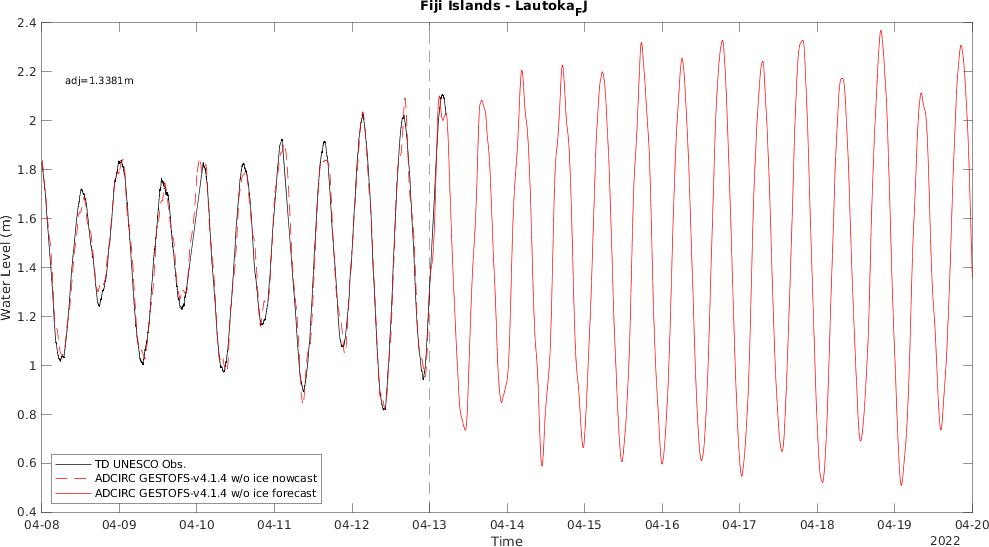 Fiji Islands - Lautoka_FJ
2.4
2.2
2
1.8
1.6
1.4
1.2
1
0.8
0.6
0.4
Water Level (m)
adj=1.3381m
TD UNESCO Obs.
ADCIRC GESTOFS-v4.1.4 w/o ice nowcast
ADCIRC GESTOFS-v4.1.4 w/o ice forecast
04-08 04-09 04-10 04-11 04-12 04-13 04-14 04-15 04-16 04-17 04-18 04-19 04-20
Time
2022